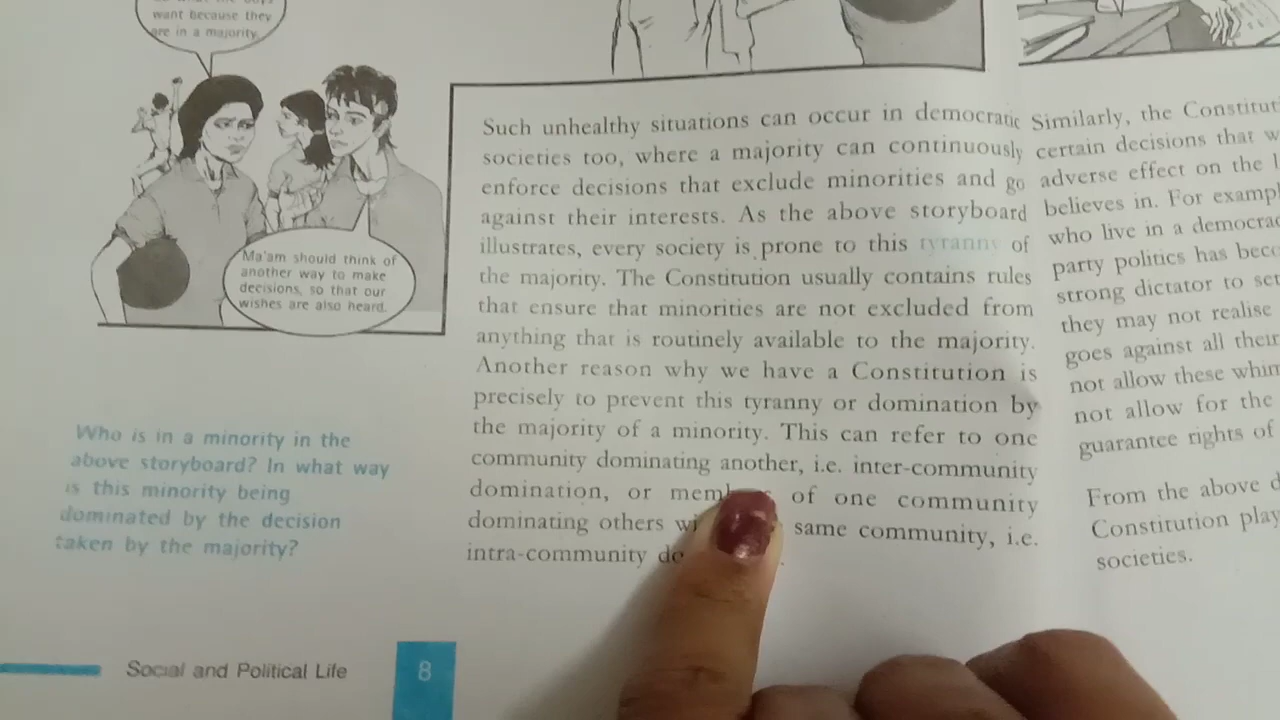 want because they
are in a majority.
Ma'am should think of
another way to make
decisions, so that our
wishes are also heard.
Who is in a minority in the
above storyboard? In what way
is this minority being
dominated by the decision
taken by the majority?
Such unhealthy situations can occur in democratic
societies too, where a majority can continuously
enforce decisions that exclude minorities and go
against their interests. As the above storyboard
illustrates, every society is prone to this tyranny of
the majority. The Constitution usually contains rules
that ensure that minorities are not excluded from
anything that is routinely available to the majority.
Another reason why we have a Constitution is
precisely to prevent this tyranny or domination by
the majority of a minority. This can refer to one
community dominating another, i.e. inter-community
domination, or of one community
dominating others same community, i.e.
intra-community
Similarly, the
certain decisions that
adverse effect on the
believes in. For
who live in a
party politics has
strong dictator to
they may not realise
goes against all their
not allow these
not allow for the
guarantee rights of
From the above
Constitution
societies.
Social and Political Life
8